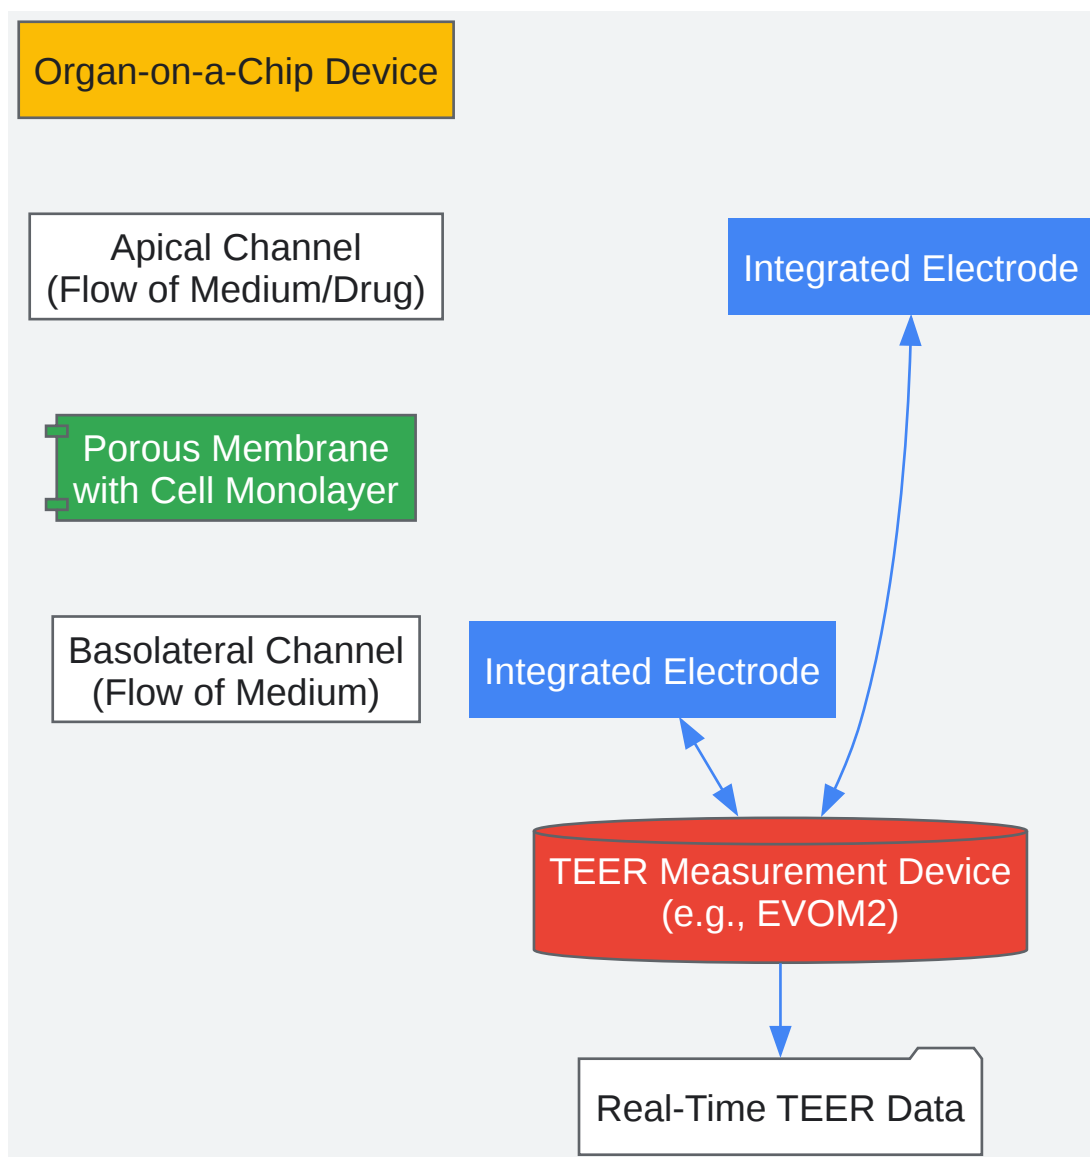 Organ-on-a-Chip Device
Apical Channel
(Flow of Medium/Drug)
Integrated Electrode
Porous Membrane
with Cell Monolayer
Basolateral Channel
(Flow of Medium)
Integrated Electrode
TEER Measurement Device
(e.g., EVOM2)
Real-Time TEER Data